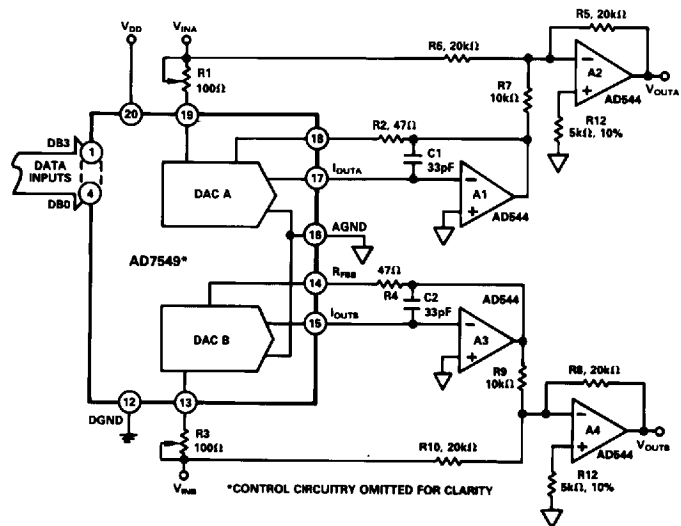 VDD
VINA
R1
100Ω
R6, 20kΩ
R5, 20kΩ
A2
AD544
VOUTA
R7
10kΩ
R12
5kΩ, 10%
20
19
18
R2, 47Ω
C1
33pF
DB3
1
DATA
INPUTS
4
DB0
DAC A
17
IOUTA
A1
AD544
16
AGND
AD7549*
14
RFBB
47Ω
R4
C2
33pF
AD544
DAC B
15
IOUTB
A3
R9
10kΩ
R8, 20kΩ
12
DGND
13
R3
100Ω
R10, 20kΩ
A4
AD544
VOUTB
VINB
R12
5kΩ, 10%
*CONTROL CIRCUITRY OMITTED FOR CLARITY